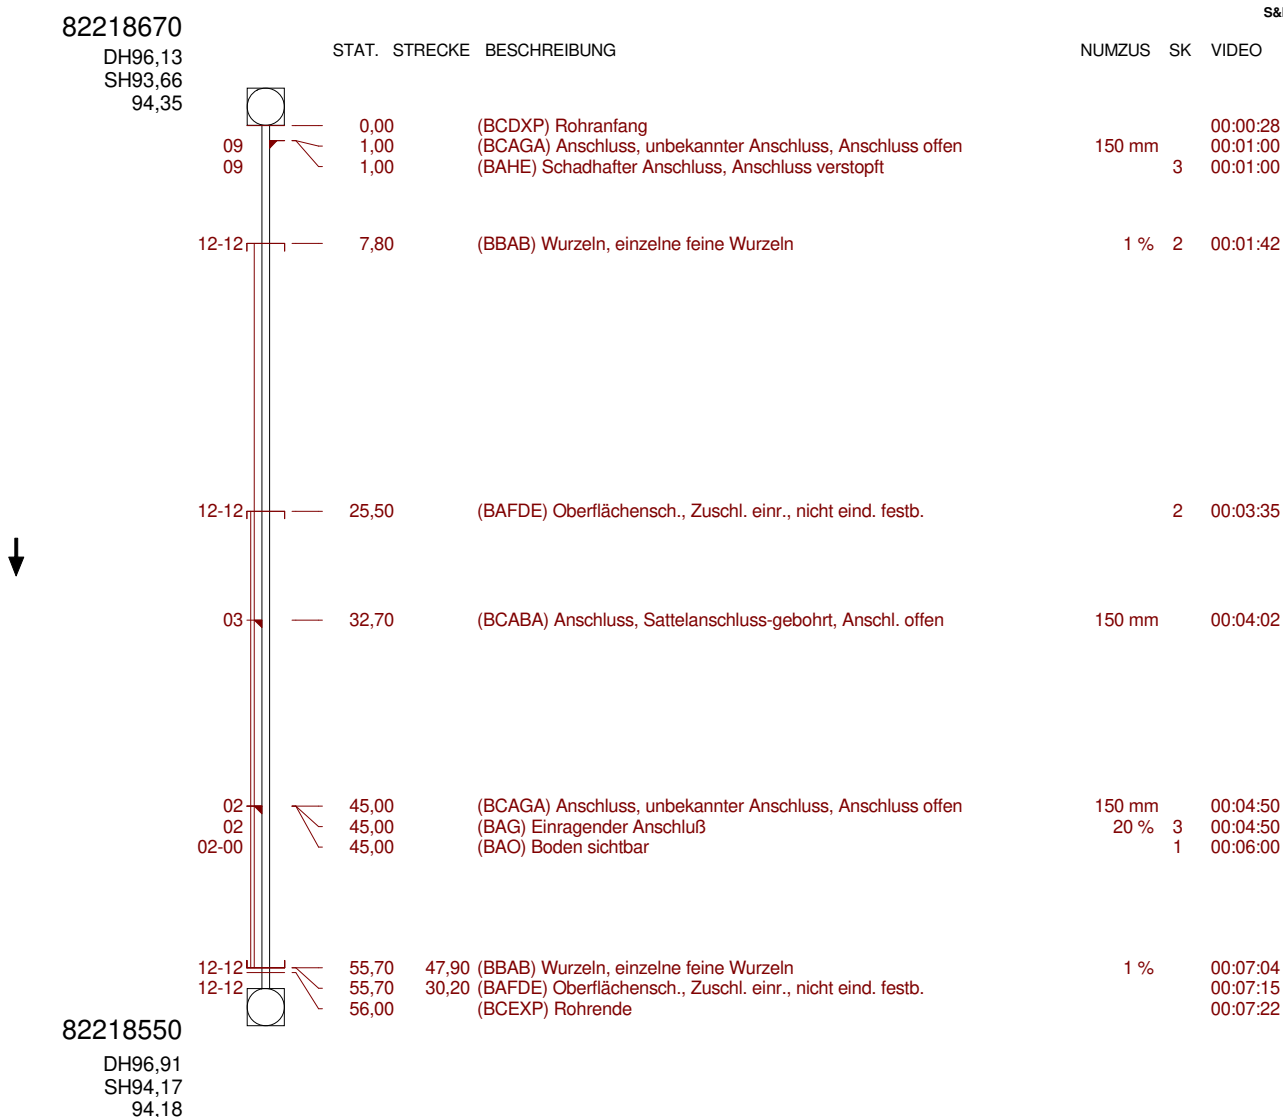 S&
82218670
DH96,13
SH93,66
94,35
STAT. STRECKE BESCHREIBUNG NUMZUS SK VIDEO
0,00 (BCDXP) Rohranfang 00:00:28
09 1,00 (BCAGA) Anschluss, unbekannter Anschluss, Anschluss offen 150 mm 00:01:00
09 1,00 (BAHE) Schadhafter Anschluss, Anschluss verstopft 3 00:01:00
12-12 7,80 (BBAB) Wurzeln, einzelne feine Wurzeln 1 % 2 00:01:42
12-12 25,50 (BAFDE) Oberflächensch., Zuschl. einr., nicht eind. festb. 2 00:03:35
03 32,70 (BCABA) Anschluss, Sattelanschluss-gebohrt, Anschl. offen 150 mm 00:04:02
02 45,00 (BCAGA) Anschluss, unbekannter Anschluss, Anschluss offen 150 mm 00:04:50
02 45,00 (BAG) Einragender Anschluß 20 % 3 00:04:50
02-00 45,00 (BAO) Boden sichtbar 1 00:06:00
12-12 55,70 47,90 (BBAB) Wurzeln, einzelne feine Wurzeln 1 % 00:07:04
12-12 55,70 30,20 (BAFDE) Oberflächensch., Zuschl. einr., nicht eind. festb. 00:07:15
56,00 (BCEXP) Rohrende 00:07:22
82218550
DH96,91
SH94,17
94,18